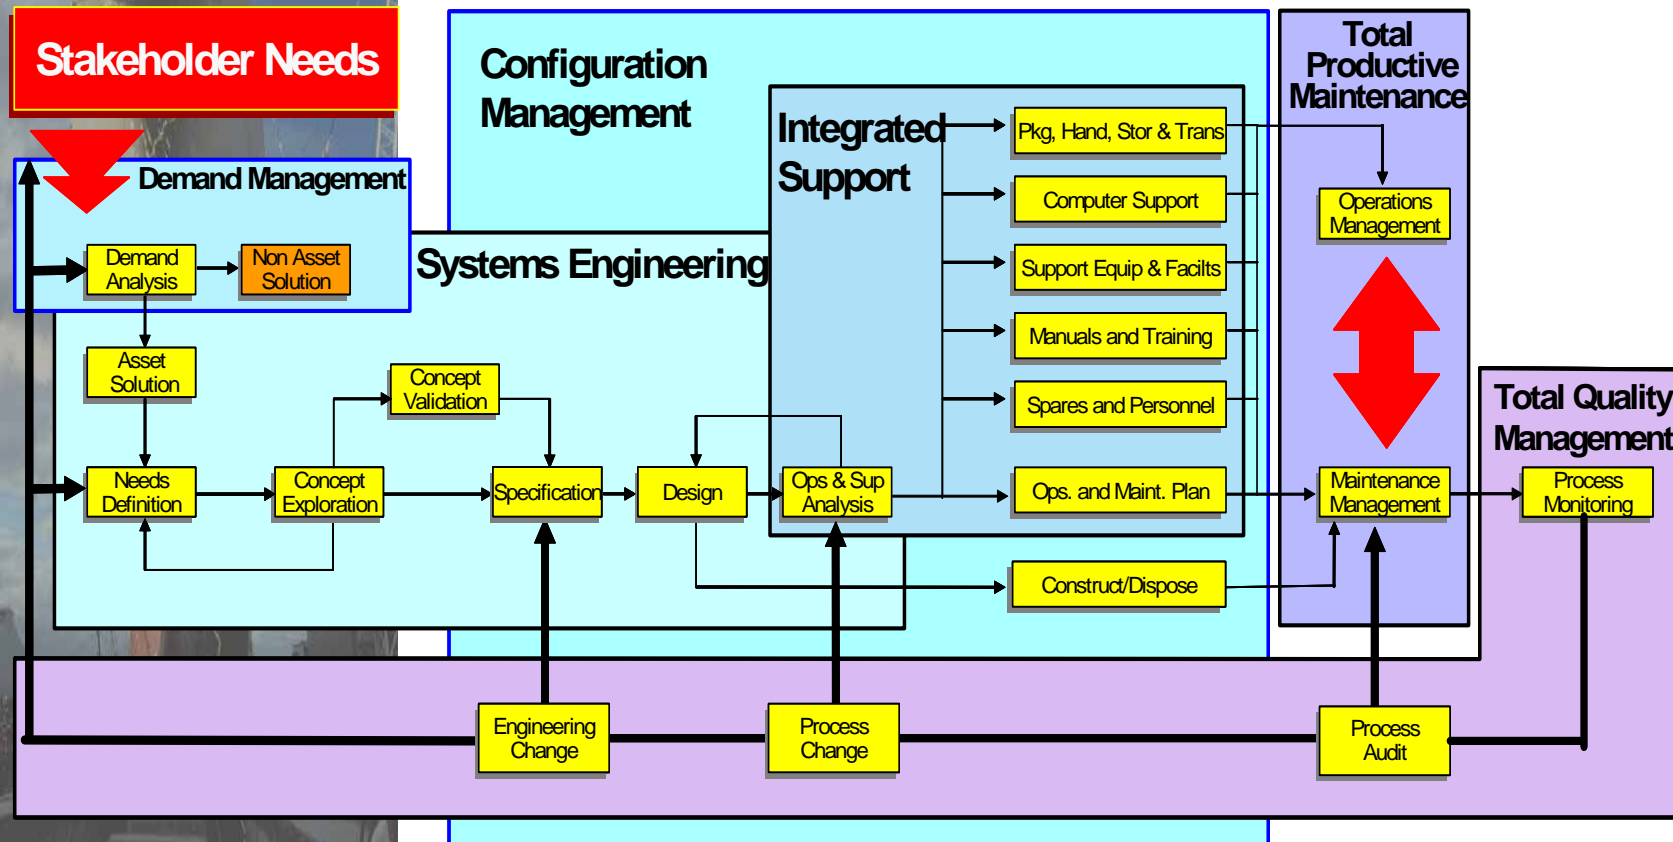 Stakeholder Needs
Configuration
Management
Total
Productive
Maintenance
Integrated
Support
Pkg, Hand, Stor & Trans
Demand Management
Computer Support
Operations
Management
Demand
Analysis
Non Asset
Solution
Systems Engineering
Support Equip & Facilts
Manuals and Training
Asset
Solution
Concept
Validation
Spares and Personnel
Total Quality
Management
Needs
Definition
Concept
Exploration
Specification
Design
Ops & Sup
Analysis
Ops. and Maint. Plan
Maintenance
Management
Process
Monitoring
Construct/Dispose
Engineering
Change
Process
Change
Process
Audit